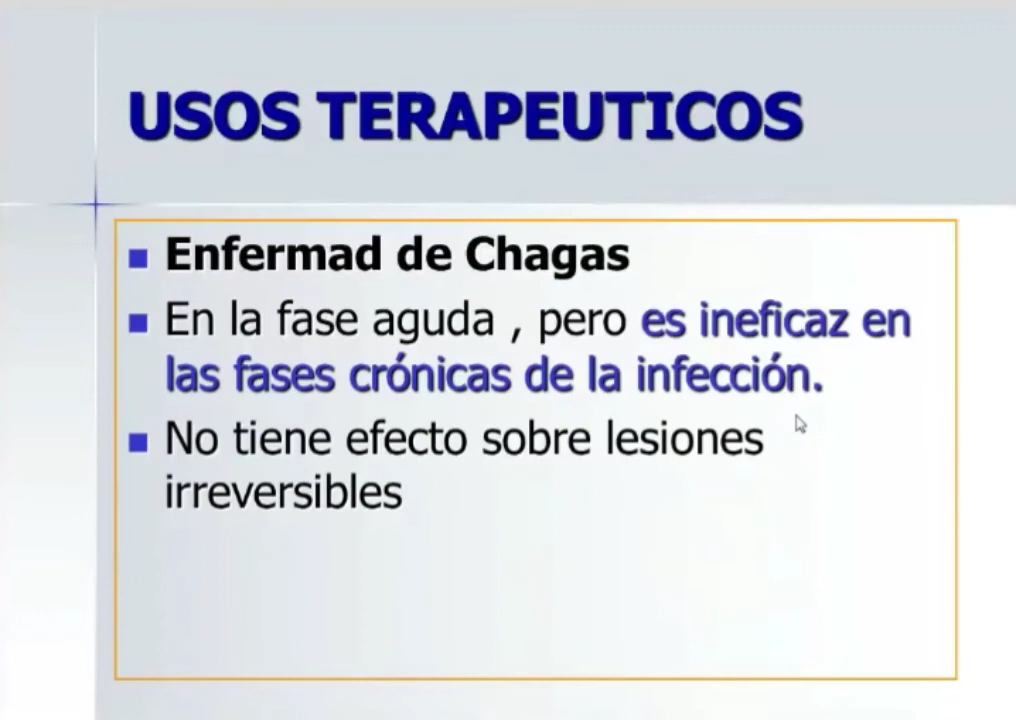 USOS TERAPEUTICOS
Enfermad de Chagas
En la fase aguda , pero es ineficaz en
las fases crónicas de la infección.
No tiene efecto sobre lesiones
irreversibles